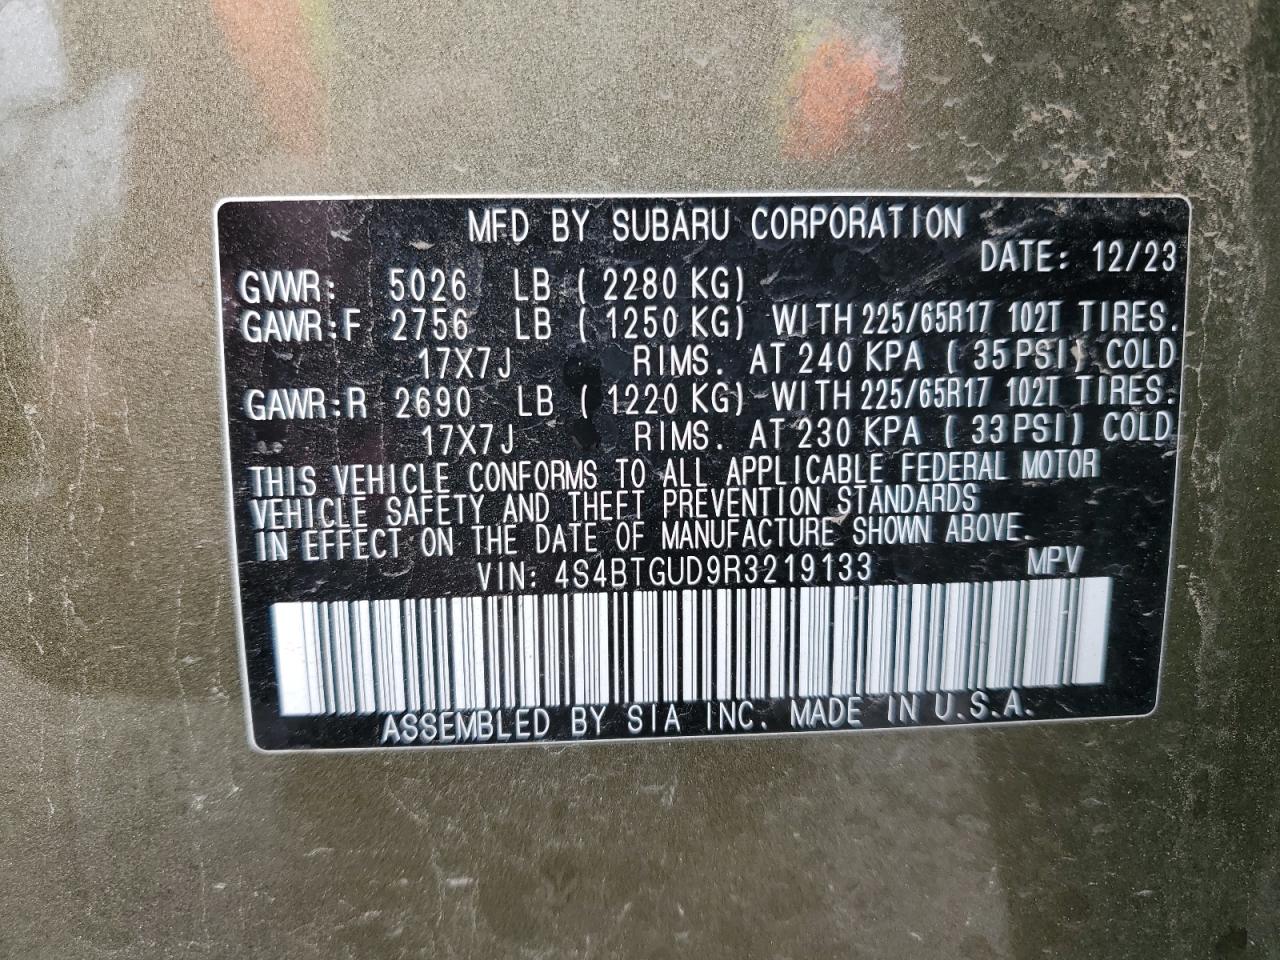 MFD BY SUBARU CORPORATION
DATE: 12/23
GVWR: 5026 LB ( 2280 KG)
GAWR:F 2756 LB ( 1250 KG) WITH 225/65R17 102T TIRES.
17X7J RIMS. AT 240 KPA ( 35 PSI) COLD
GAWR:R 2690 LB ( 1220 KG) WITH 225/65R17 102T TIRES.
17X7J RIMS. AT 230 KPA ( 33 PSI) COLD
THIS VEHICLE CONFORMS TO ALL APPLICABLE FEDERAL MOTOR
VEHICLE SAFETY AND THEFT PREVENTION STANDARDS
IN EFFECT ON THE DATE OF MANUFACTURE SHOWN ABOVE.
VIN: 4S4BTGUD9R3219133 MPV
ASSEMBLED BY SIA INC. MADE IN U.S.A.